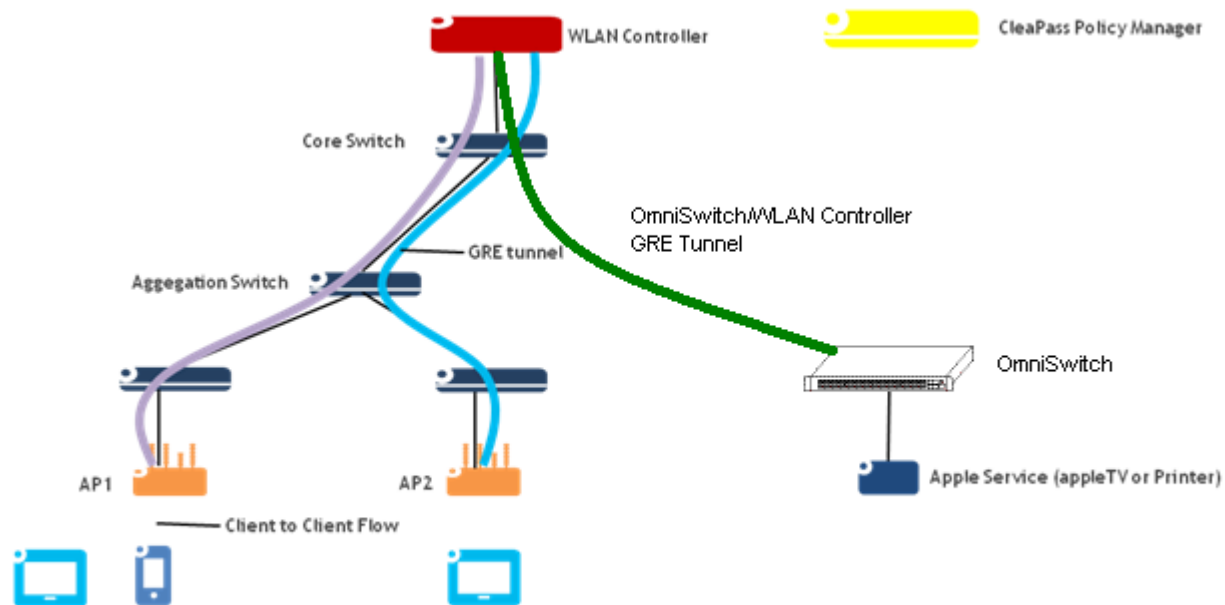 WLAN Controller
CleaPass Policy Manager
Core Switch
OmniSwitch/WLAN Controller
GRE Tunnel
GRE tunnel
Aggegation Switch
OmniSwitch
AP1
AP2
Apple Service (appleTV or Printer)
Client to Client Flow